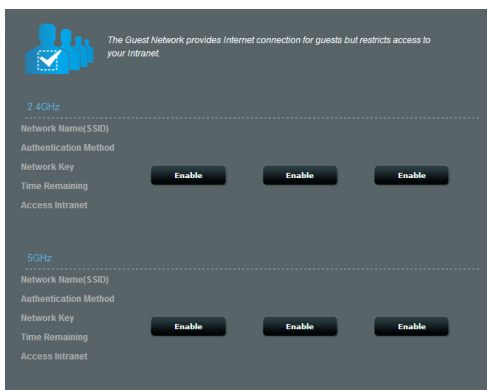 The Guest Network provides Internet connection for guests but restricts access to
your Intranet.
2.4GHz
Network Name(SSID)
Authentication Method
Network Key
Enable Enable Enable
Time Remaining
Access Intranet
5GHz
Network Name(SSID)
Authentication Method
Network Key
Enable Enable Enable
Time Remaining
Access Intranet